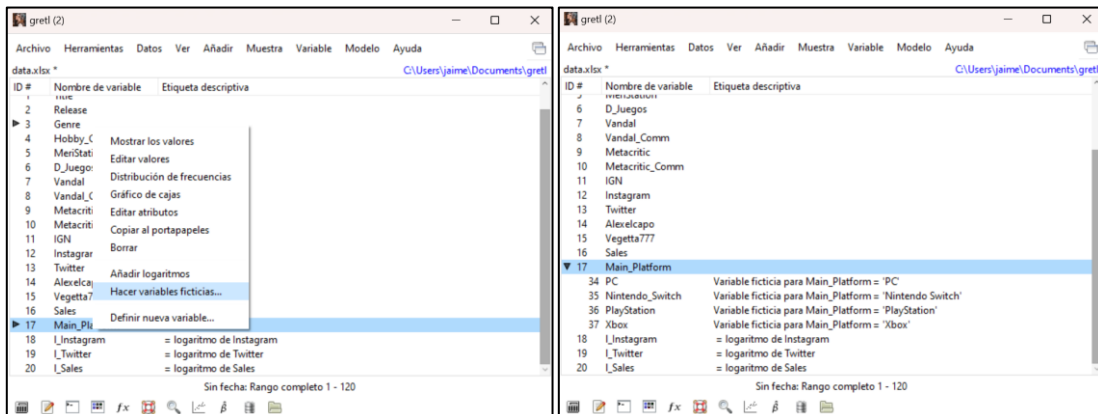 gretl (2)
Archivo Herramientas Datos Ver Añadir Muestra Variable Modelo Ayuda
data.xlsx * C:\Users\jaime\Documents\gretl
ID # Nombre de variable Etiqueta descriptiva
1 Title
2 Release
3 Genre
4 Hobby_C
5 MeriStati
6 D_Juego
7 Vandal
8 Vandal_C
9 Metacriti
10 Metacriti
11 IGN
12 Instagrar
13 Twitter
14 Alexelca
15 Vegetta7
16 Sales
17 Main_Pla
18 l_Instagram = logaritmo de Instagram
19 l_Twitter = logaritmo de Twitter
20 l_Sales = logaritmo de Sales
Mostrar los valores
Editar valores
Distribución de frecuencias
Gráfico de cajas
Editar atributos
Copiar al portapapeles
Borrar
Añadir logaritmos
Hacer variables ficticias...
Definir nueva variable...
Sin fecha: Rango completo 1 - 120
fx
β̂
gretl (2)
Archivo Herramientas Datos Ver Añadir Muestra Variable Modelo Ayuda
data.xlsx * C:\Users\jaime\Documents\gretl
ID # Nombre de variable Etiqueta descriptiva
5 MeriStation
6 D_Juegos
7 Vandal
8 Vandal_Comm
9 Metacritic
10 Metacritic_Comm
11 IGN
12 Instagram
13 Twitter
14 Alexelcapo
15 Vegetta777
16 Sales
17 Main_Platform
34 PC Variable ficticia para Main_Platform = 'PC'
35 Nintendo_Switch Variable ficticia para Main_Platform = 'Nintendo Switch'
36 PlayStation Variable ficticia para Main_Platform = 'PlayStation'
37 Xbox Variable ficticia para Main_Platform = 'Xbox'
18 l_Instagram = logaritmo de Instagram
19 l_Twitter = logaritmo de Twitter
20 l_Sales = logaritmo de Sales
Sin fecha: Rango completo 1 - 120
fx
β̂